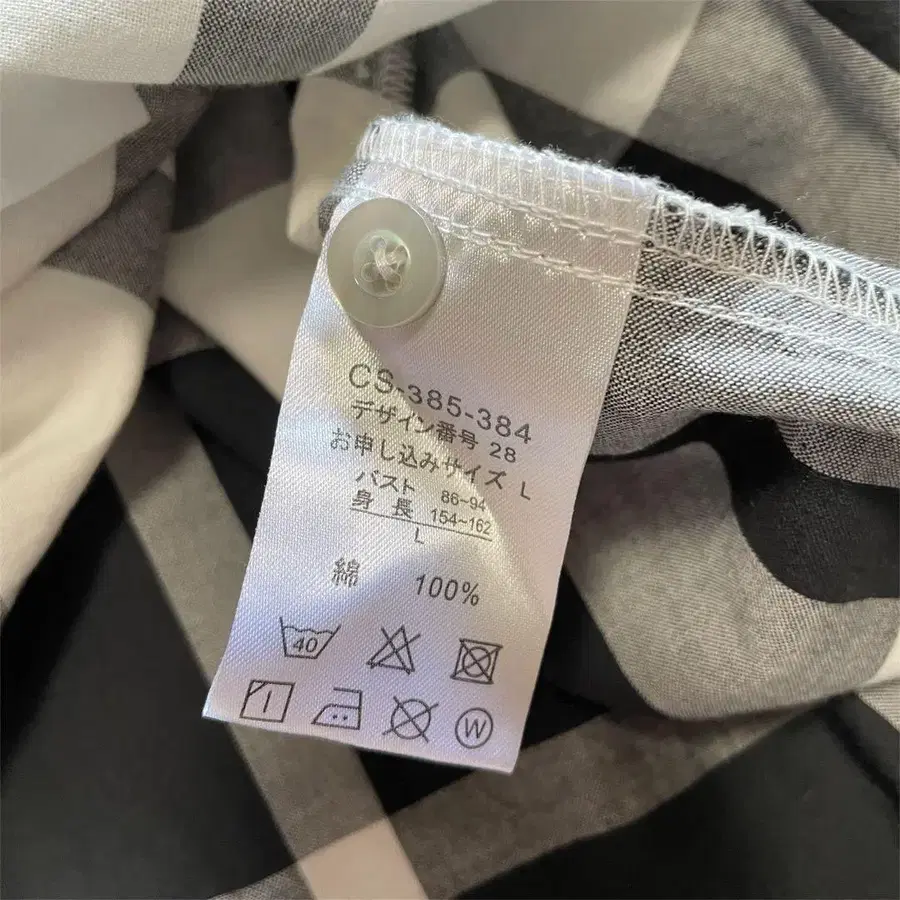 CS-385-384
デザイン番号 28
お申し込みサイズ L
バスト 86~94
身長 154~162
L
綿 100%
40
W